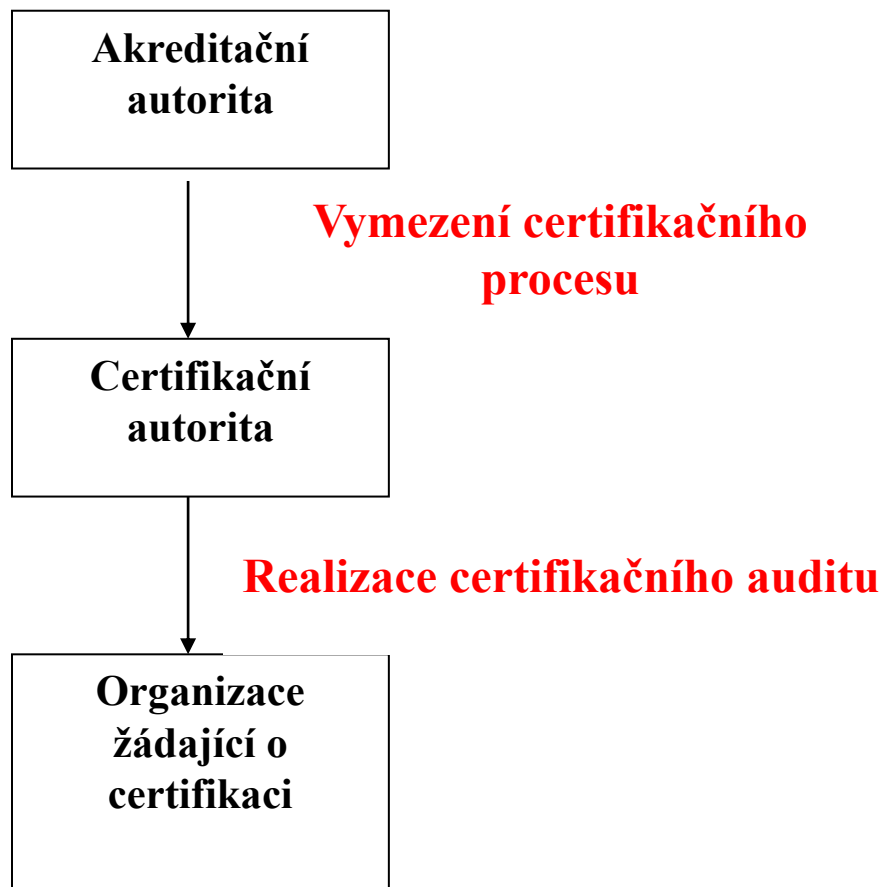 Akreditační
autorita
Vymezení certifikačního
procesu
Certifikační
autorita
Realizace certifikačního auditu
Organizace
žádající o
certifikaci